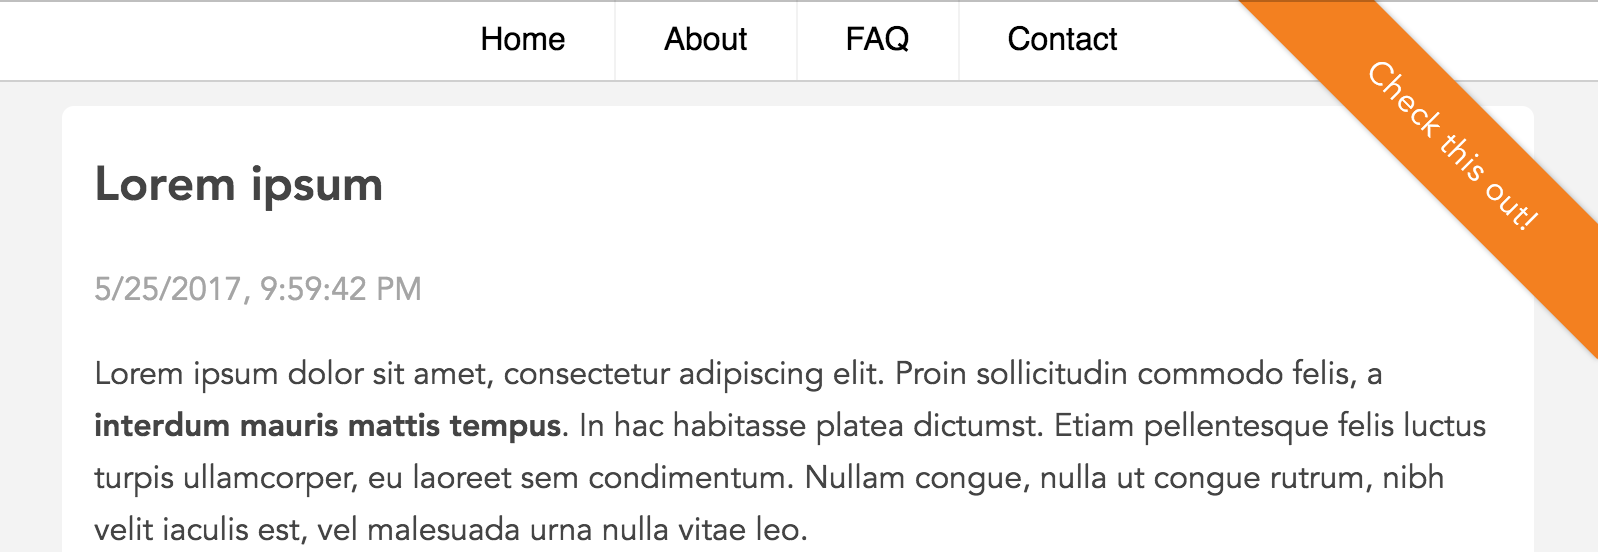 Home About FAQ Contact
Check this out!
Lorem ipsum
5/25/2017, 9:59:42 PM
Lorem ipsum dolor sit amet, consectetur adipiscing elit. Proin sollicitudin commodo felis, a
interdum mauris mattis tempus. In hac habitasse platea dictumst. Etiam pellentesque felis luctus
turpis ullamcorper, eu laoreet sem condimentum. Nullam congue, nulla ut congue rutrum, nibh
velit iaculis est, vel malesuada urna nulla vitae leo.